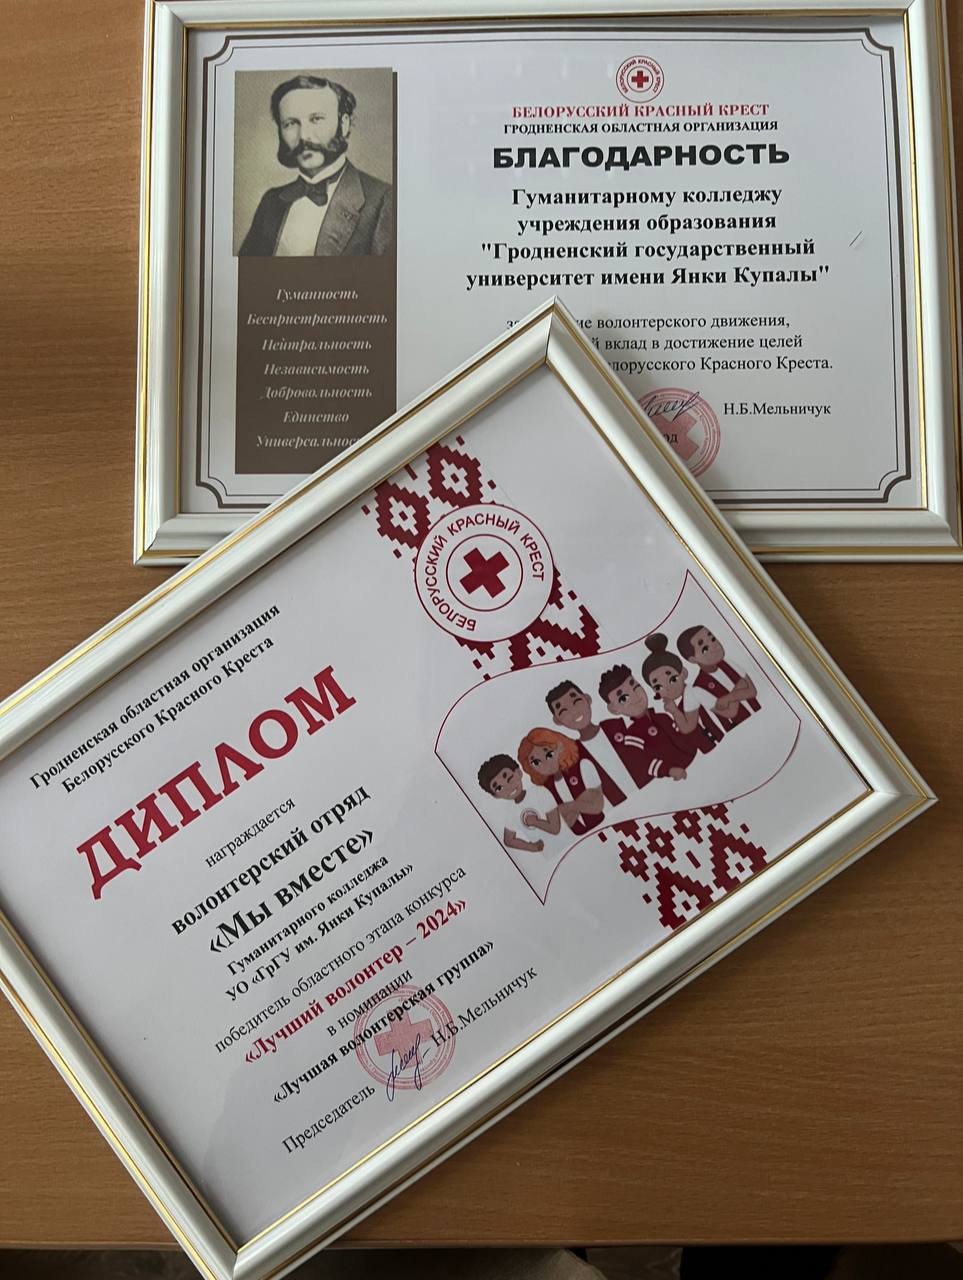 БЕЛОРУССКИЙ КРАСНЫЙ КРЕСТ
БЕЛОРУССКИЙ КРАСНЫЙ КРЕСТ
ГРОДНЕНСКАЯ ОБЛАСТНАЯ ОРГАНИЗАЦИЯ
БЛАГОДАРНОСТЬ
Гуманитарному колледжу
учреждения образования
"Гродненский государственный
университет имени Янки Купалы"
волонтерского движения,
вклад в достижение целей
Красного Креста.
Н.Б.Мельничук
Гуманность
Беспристрастность
Нейтральность
Независимость
Добровольность
Единство
БЕЛОРУССКИЙ КРАСНЫЙ КРЕСТ
Гродненская областная организация
Белорусского Красного Креста
ДИПЛОМ
награждается
волонтерский отряд
«Мы вместе»
Гуманитарного колледжа
УО «ГрГУ им. Янки Купалы»
победитель областного этапа конкурса
«Лучший волонтер – 2024»
в номинации
«Лучшая волонтерская группа»
Председатель Н.Б.Мельничук